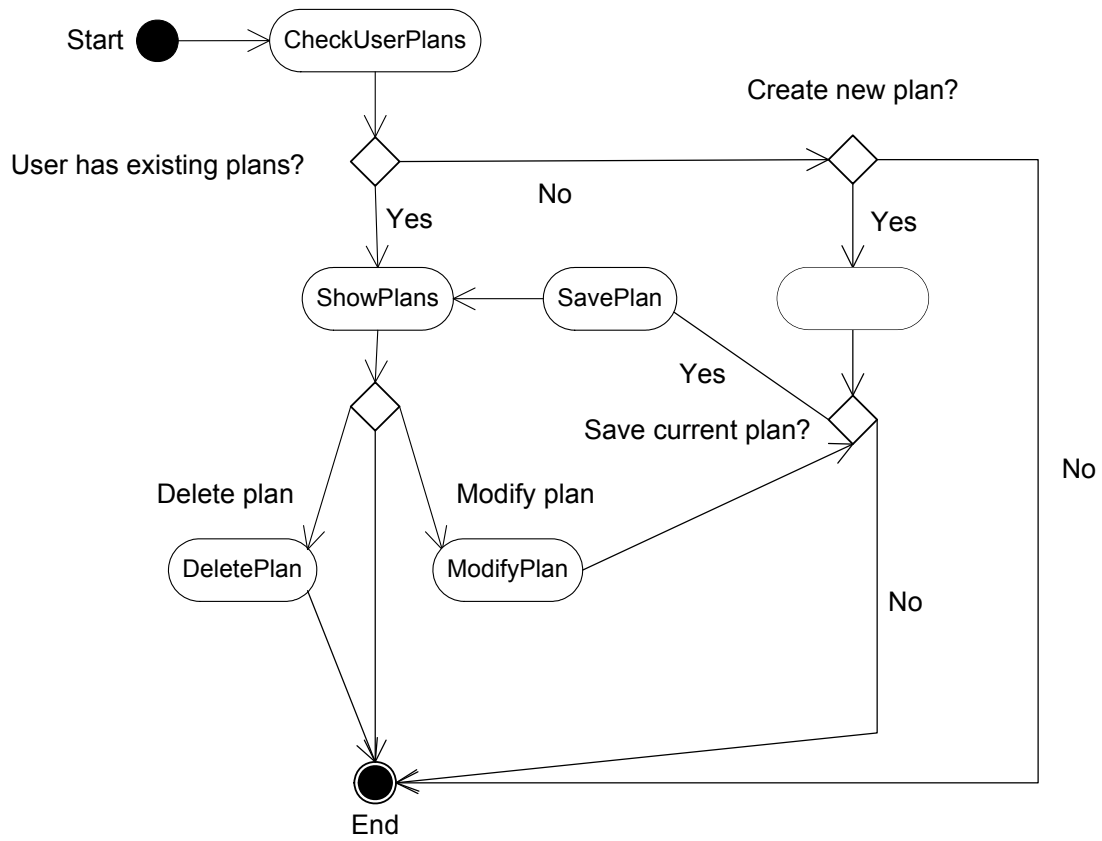 Start
CheckUserPlans
Create new plan?
User has existing plans?
No
Yes
Yes
ShowPlans
SavePlan
Yes
Save current plan?
No
Delete plan
Modify plan
DeletePlan
ModifyPlan
No
End